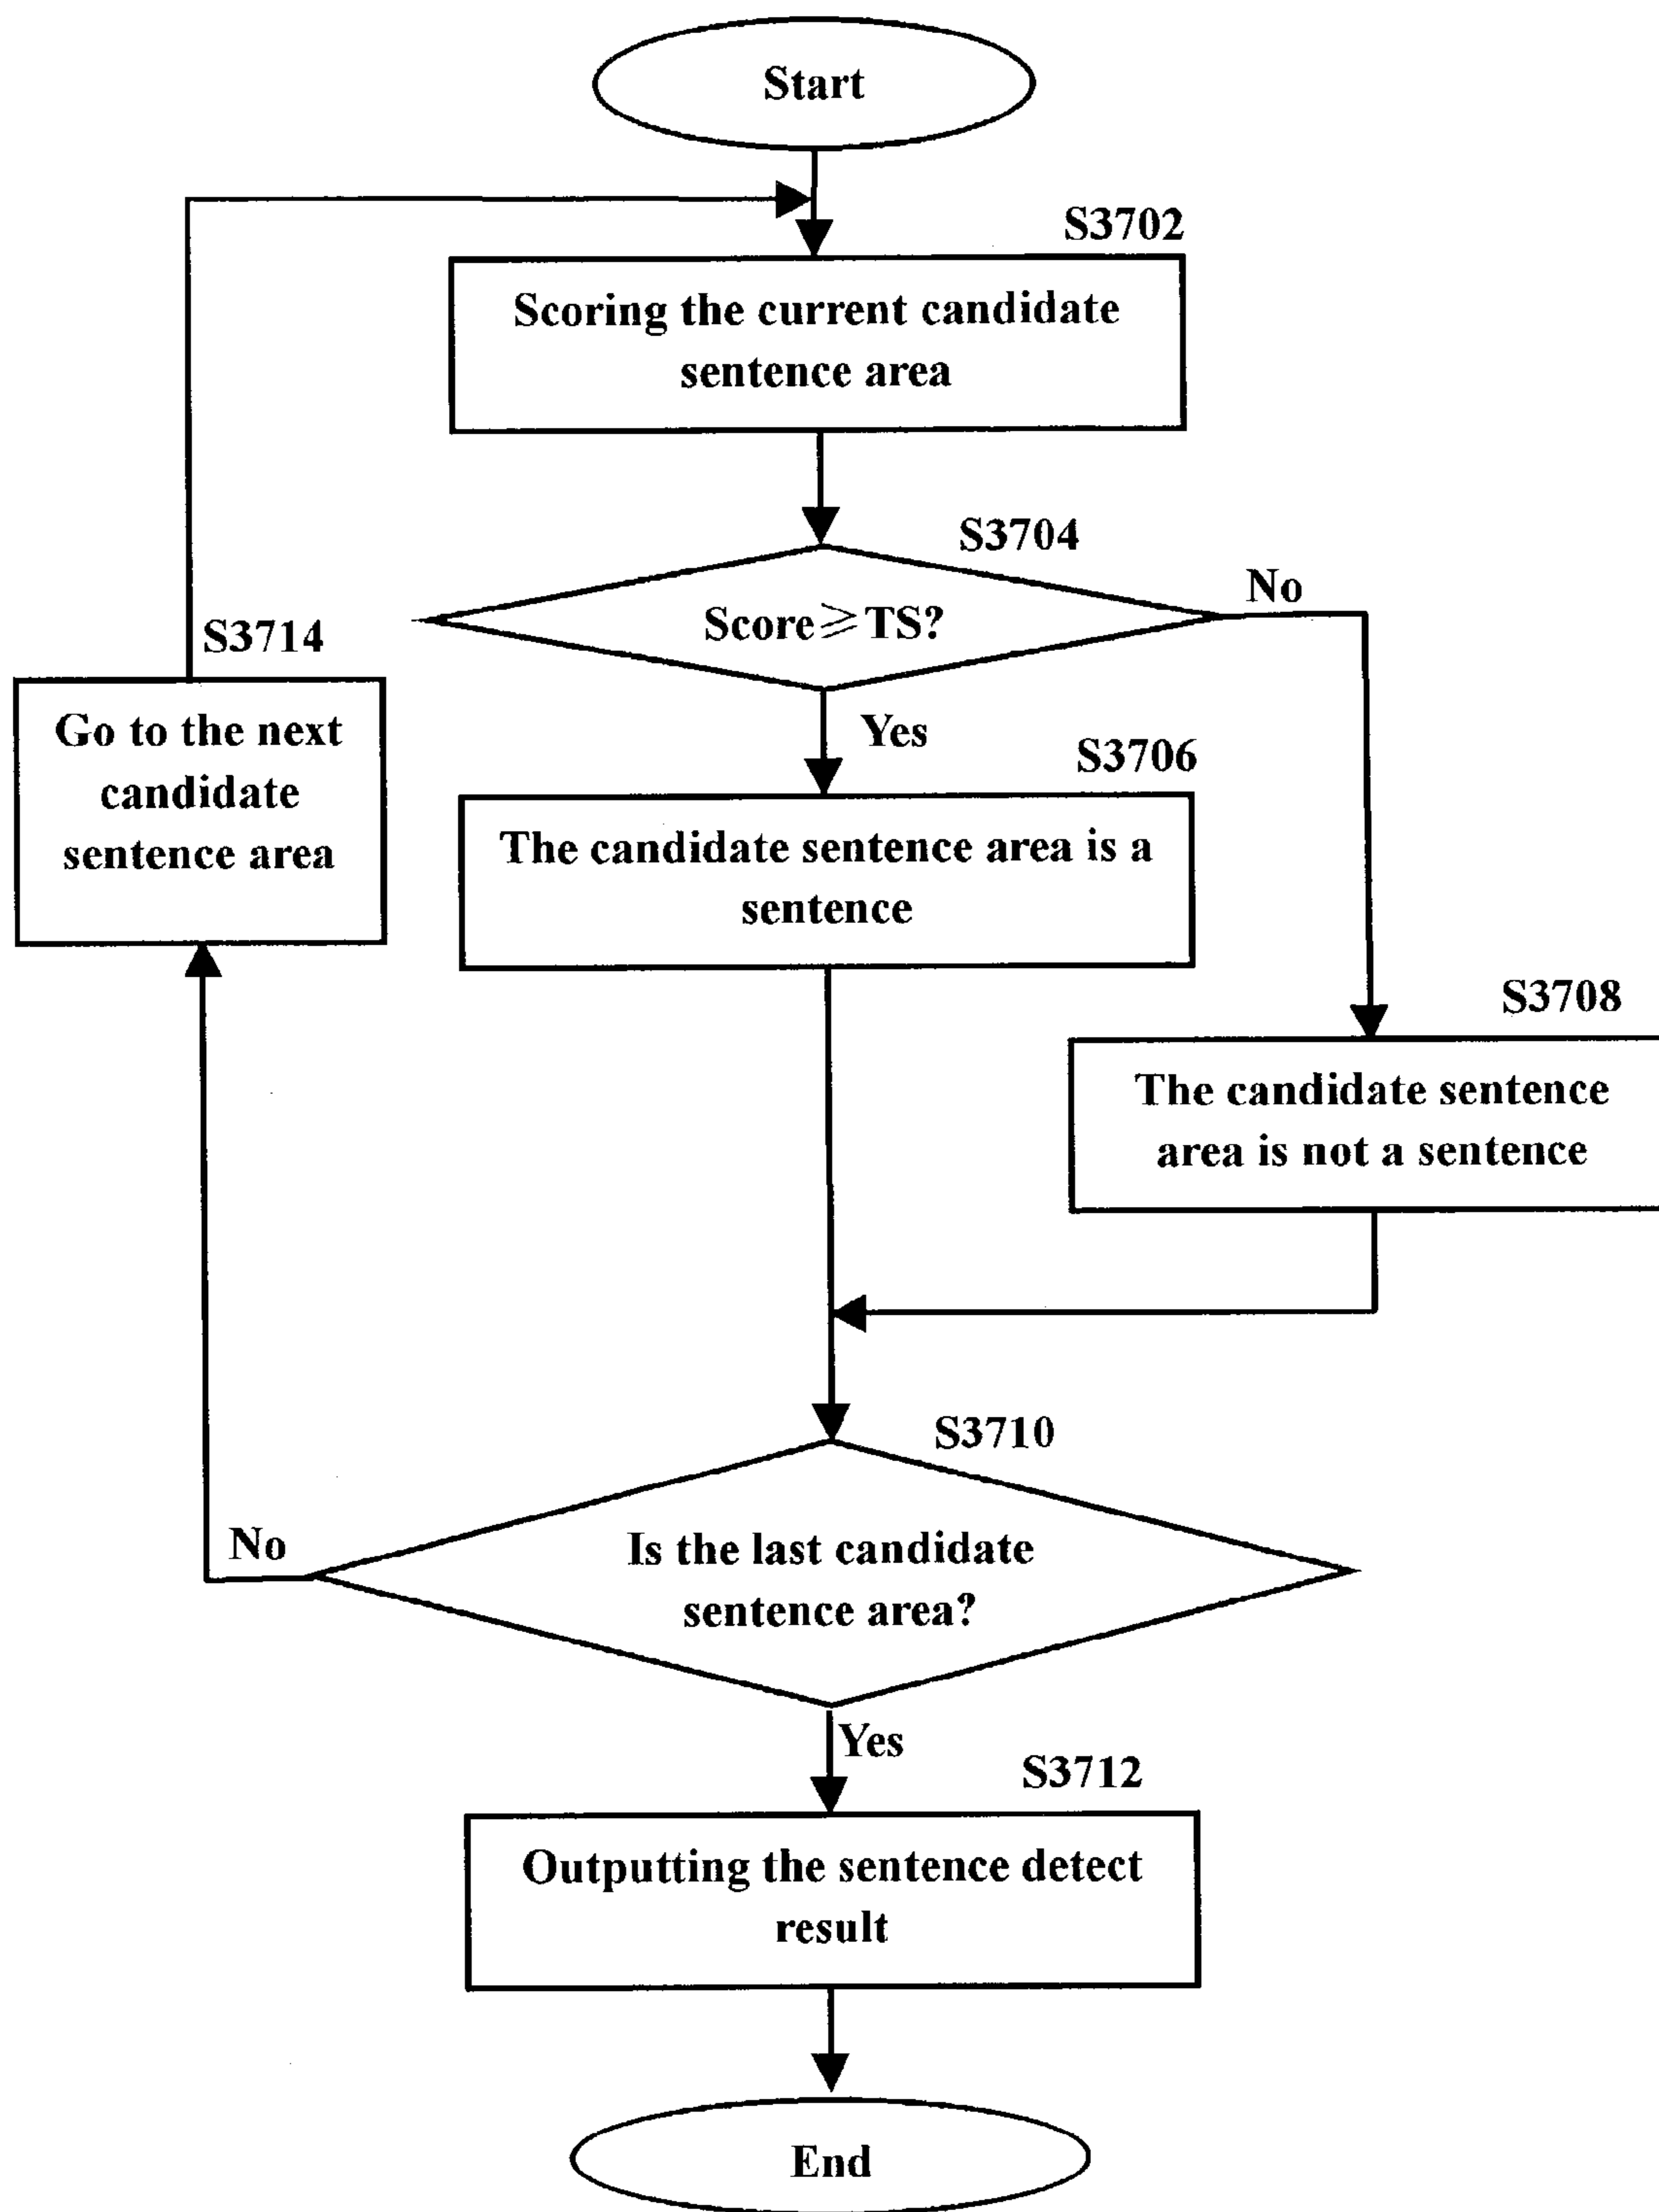 Start
S3702
Scoring the current candidate
sentence area
S3704
Score⩾TS?
No
Yes
S3714
Go to the next
candidate
sentence area
S3706
The candidate sentence area is a
sentence
S3708
The candidate sentence
area is not a sentence
S3710
Is the last candidate
sentence area?
No
Yes
S3712
Outputting the sentence detect
result
End